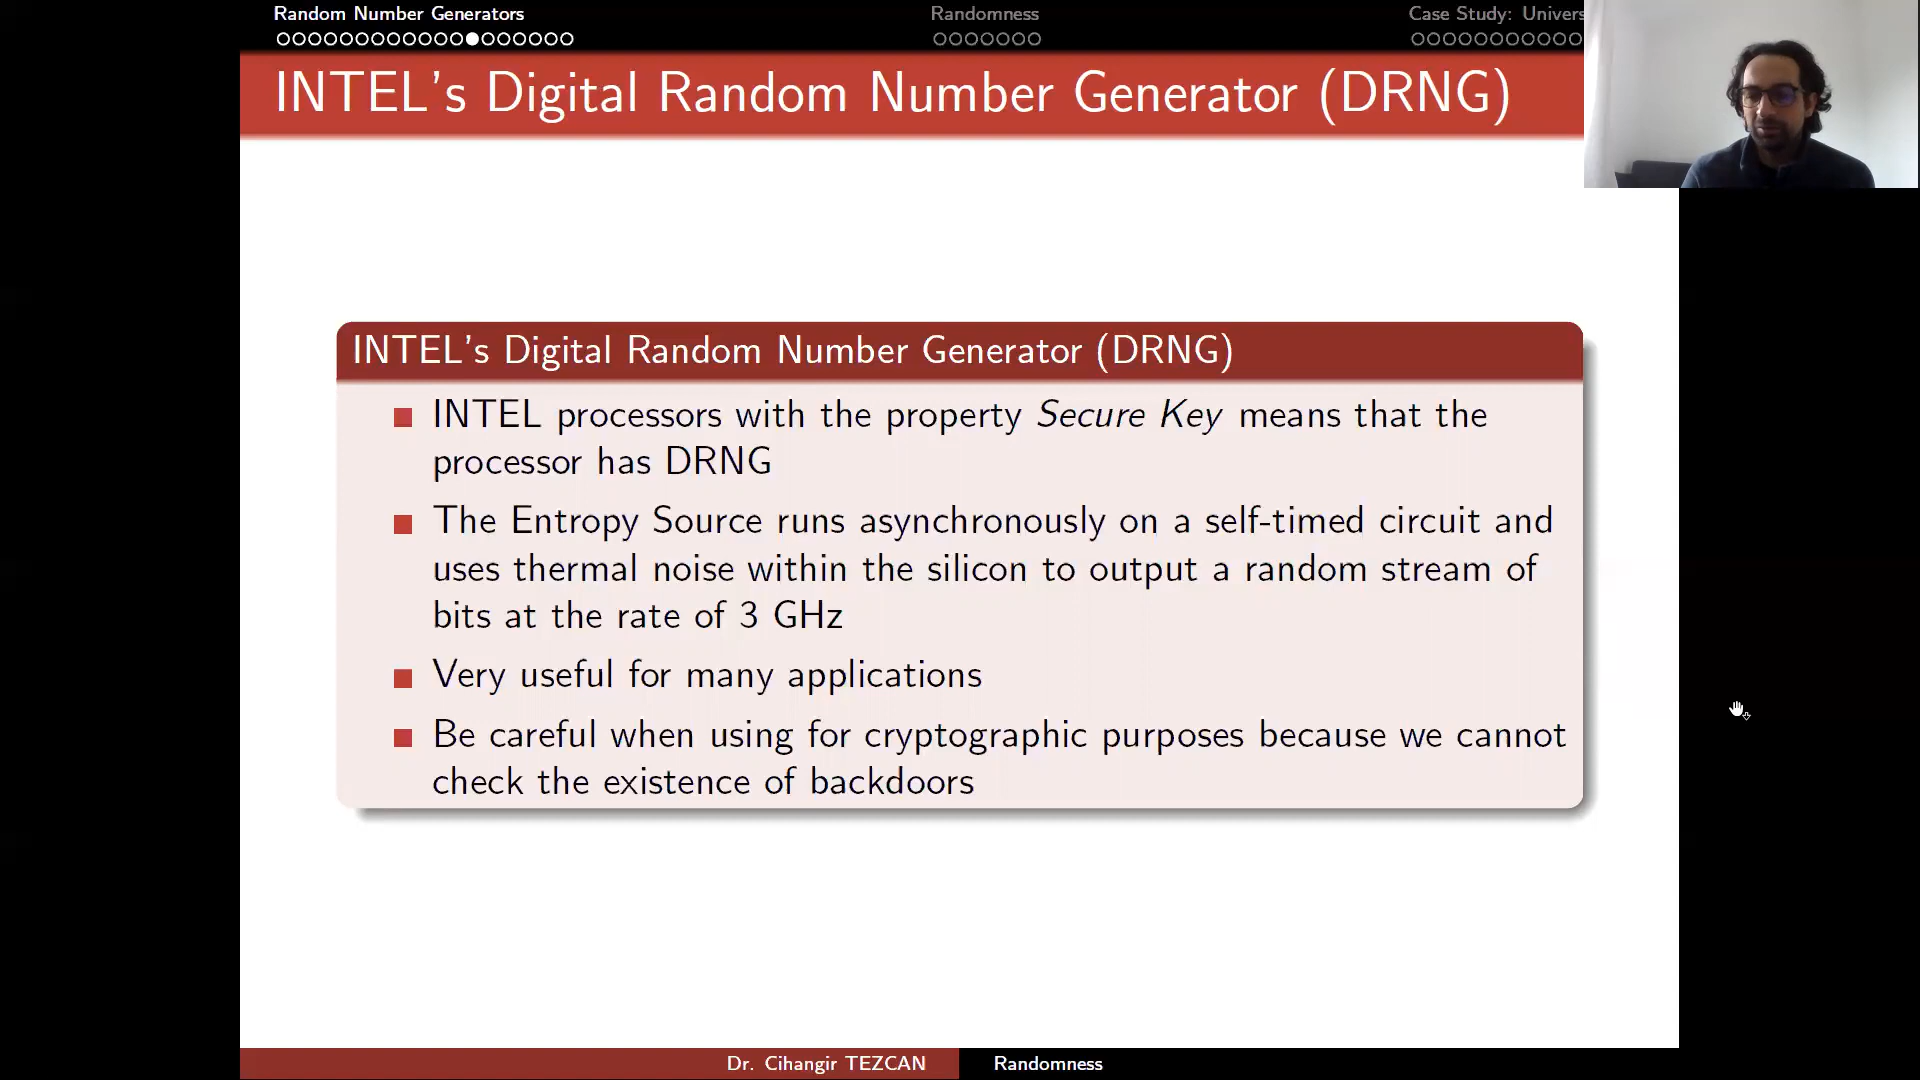 Random Number Generators
Randomness
Case Study: Univers
INTEL's Digital Random Number Generator (DRNG)
INTEL's Digital Random Number Generator (DRNG)
INTEL processors with the property Secure Key means that the
processor has DRNG
The Entropy Source runs asynchronously on a self-timed circuit and
uses thermal noise within the silicon to output a random stream of
bits at the rate of 3 GHz
Very useful for many applications
Be careful when using for cryptographic purposes because we cannot
check the existence of backdoors
Dr. Cihangir TEZCAN
Randomness